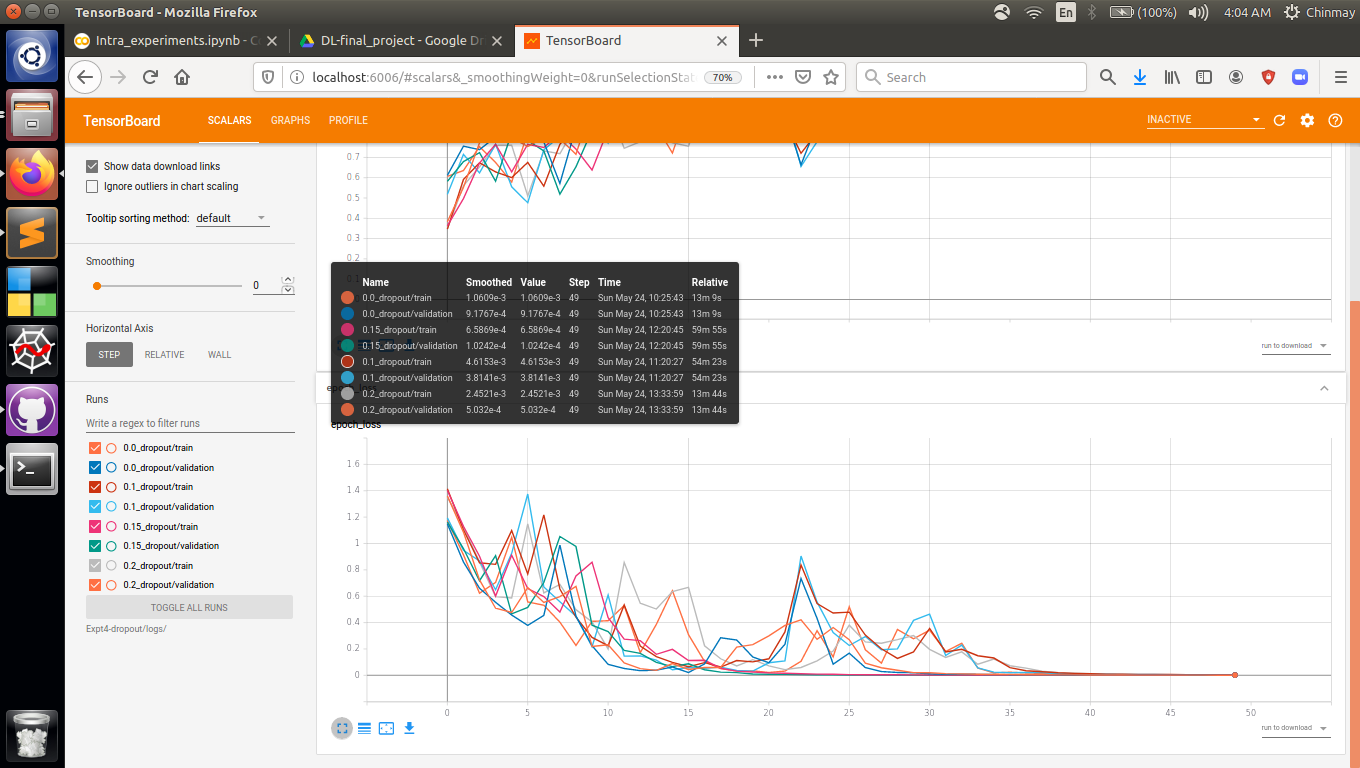 TensorBoard - Mozilla Firefox
En
(100%)
4:04 AM
Chinmay
Intra_experiments.ipynb - C
DL-final_project - Google Dr
TensorBoard
localhost:6006/#scalars&_smoothingWeight=0&runSelectionStat
70%
Search
TensorBoard
SCALARS
GRAPHS
PROFILE
INACTIVE
Show data download links
Ignore outliers in chart scaling
Tooltip sorting method: default
Smoothing
0
Horizontal Axis
STEP
RELATIVE
WALL
Runs
Write a regex to filter runs
0.0_dropout/train
0.0_dropout/validation
0.1_dropout/train
0.1_dropout/validation
0.15_dropout/train
0.15_dropout/validation
0.2_dropout/train
0.2_dropout/validation
TOGGLE ALL RUNS
Expt4-dropout/logs/
0.7
0.6
0.5
0.4
0.3
0.2
0.1
Name Smoothed Value Step Time Relative
0.0_dropout/train 1.0609e-3 1.0609e-3 49 Sun May 24, 10:25:43 13m 9s
0.0_dropout/validation 9.1767e-4 9.1767e-4 49 Sun May 24, 10:25:43 13m 9s
0.15_dropout/train 6.5869e-4 6.5869e-4 49 Sun May 24, 12:20:45 59m 55s
0.15_dropout/validation 1.0242e-4 1.0242e-4 49 Sun May 24, 12:20:45 59m 55s
0.1_dropout/train 4.6153e-3 4.6153e-3 49 Sun May 24, 11:20:27 54m 23s
0.1_dropout/validation 3.8141e-3 3.8141e-3 49 Sun May 24, 11:20:27 54m 23s
0.2_dropout/train 2.4521e-3 2.4521e-3 49 Sun May 24, 13:33:59 13m 44s
0.2_dropout/validation 5.032e-4 5.032e-4 49 Sun May 24, 13:33:59 13m 44s
run to download
epoch_loss
epoch_loss
1.6
1.4
1.2
1
0.8
0.6
0.4
0.2
0
0 5 10 15 20 25 30 35 40 45 50
run to download